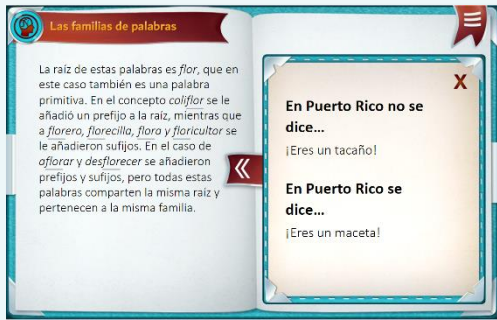 Las familias de palabras
La raíz de estas palabras es flor, que en
este caso también es una palabra
primitiva. En el concepto coliflor se le
añadió un prefijo a la raíz, mientras que
a florero, florecilla, flora y floricultor se
le añadieron sufijos. En el caso de
aflorar y desflorecer se añadieron
prefijos y sufijos, pero todas estas
palabras comparten la misma raíz y
pertenecen a la misma familia.
X
En Puerto Rico no se
dice...
¡Eres un tacaño!
En Puerto Rico se
dice...
¡Eres un maceta!